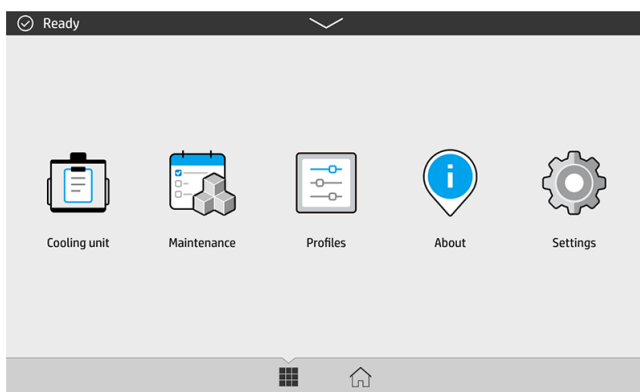 Ready
Cooling unit
Maintenance
Profiles
About
Settings